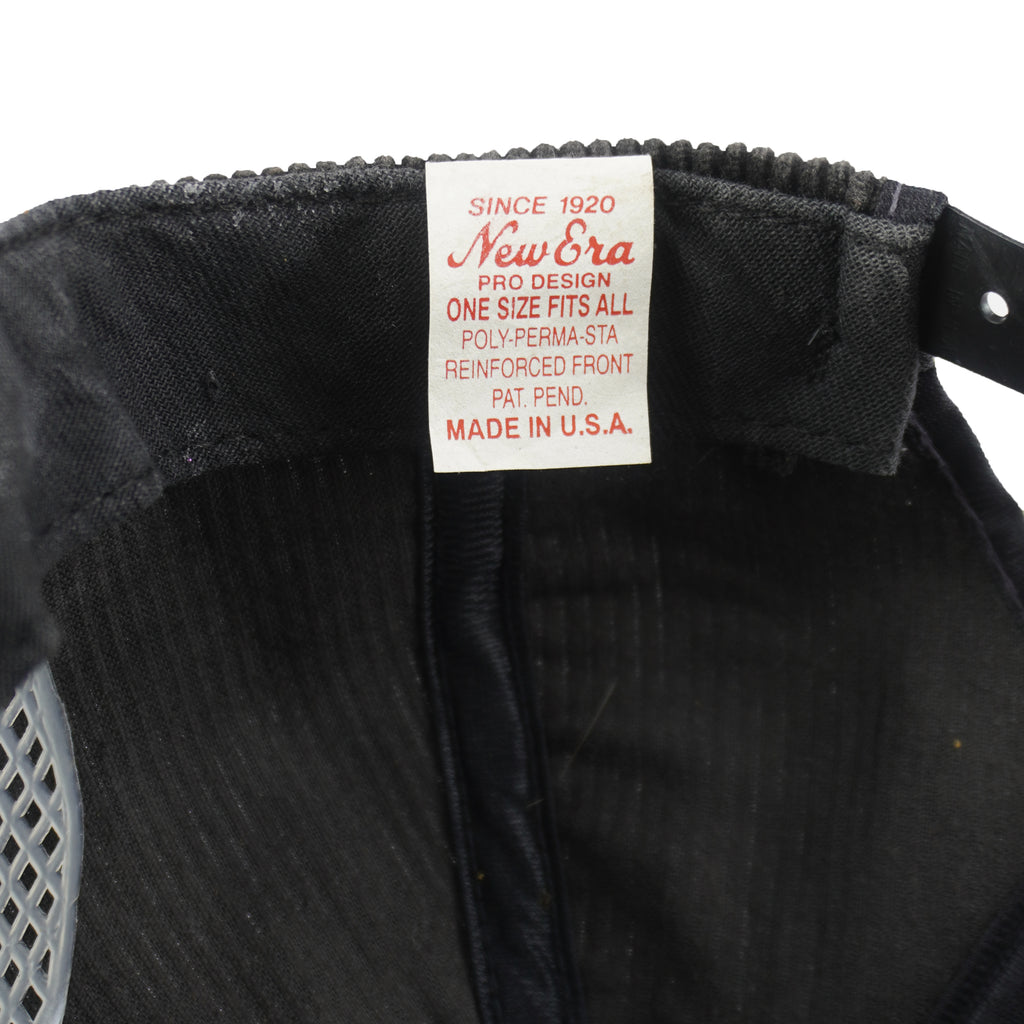 SINCE 1920
New Era
PRO DESIGN
ONE SIZE FITS ALL
POLY-PERMA-STA
REINFORCED FRONT
PAT. PEND.
MADE IN U.S.A.